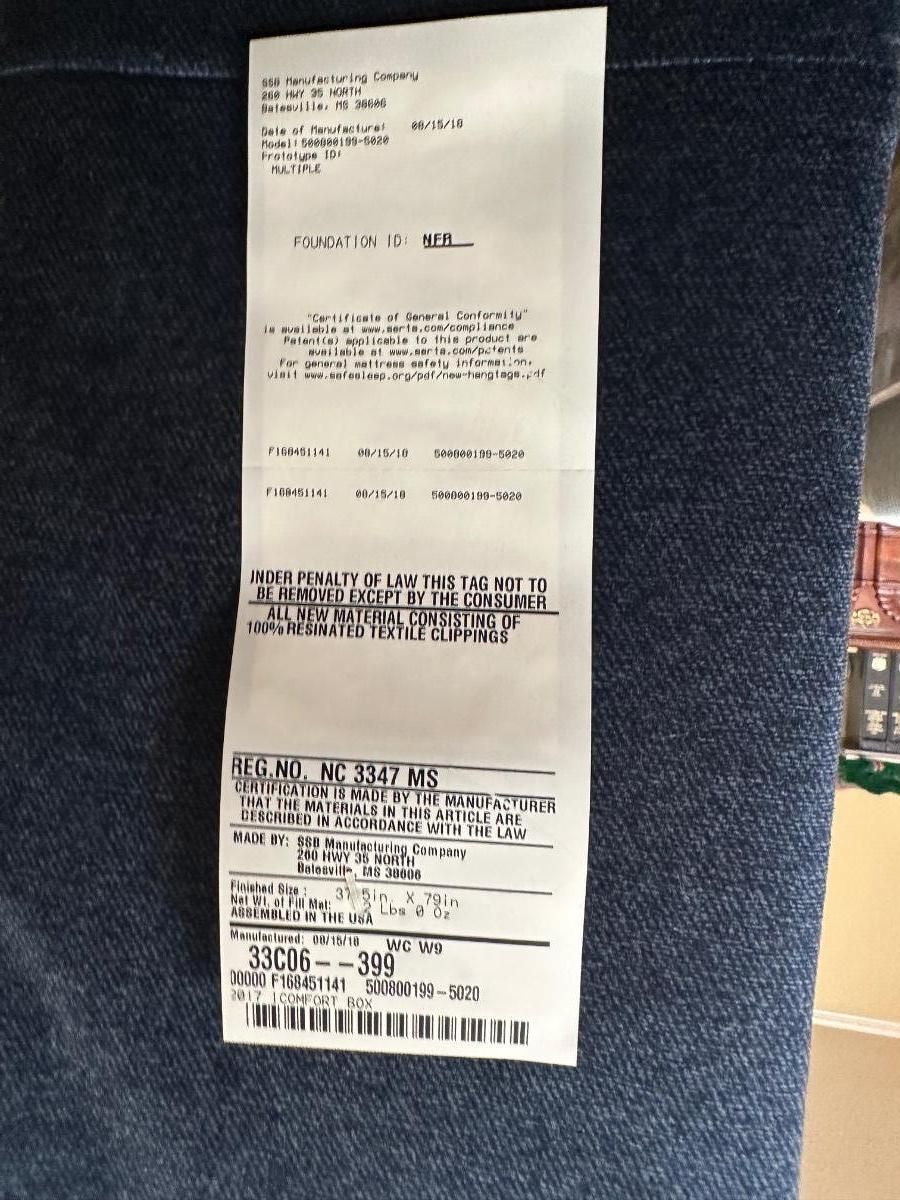 SSB Manufacturing Company
200 HWY 35 NORTH
Batesville, MS 38606
Date of Manufacture: 08/15/18
Model: 500800199-5020
Prototype ID:
MULTIPLE
FOUNDATION ID: NFR
"Certificate of General Conformity"
is available at www.serta.com/compliance
Patent(s) applicable to this product are
available at www.serta.com/patents
For general mattress safety information,
visit www.safesleep.org/pdf/new-hangtags.pdf
F168451141 08/15/18 500800199-5020
F168451141 08/15/18 500800199-5020
UNDER PENALTY OF LAW THIS TAG NOT TO
BE REMOVED EXCEPT BY THE CONSUMER
ALL NEW MATERIAL CONSISTING OF
100% RESINATED TEXTILE CLIPPINGS
REG.NO. NC 3347 MS
CERTIFICATION IS MADE BY THE MANUFACTURER
THAT THE MATERIALS IN THIS ARTICLE ARE
DESCRIBED IN ACCORDANCE WITH THE LAW
MADE BY: SSB Manufacturing Company
200 HWY 35 NORTH
Batesville, MS 38606
Finished Size : 37.5in. X 79in
Net Wt. of Fill Mat: 2 Lbs 0 Oz
ASSEMBLED IN THE USA
Manufactured: 08/15/18 WC W9
33C06--399
00000 F168451141 500800199-5020
2017 ICOMFORT BOX